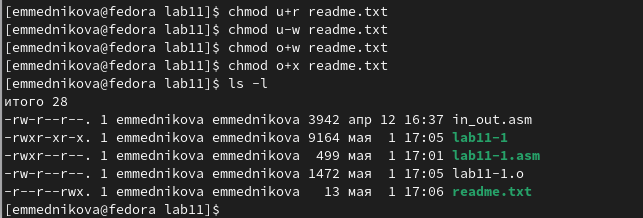 [emmednikova@fedora lab11]$ chmod u+r readme.txt
[emmednikova@fedora lab11]$ chmod u-w readme.txt
[emmednikova@fedora lab11]$ chmod o+w readme.txt
[emmednikova@fedora lab11]$ chmod o+x readme.txt
[emmednikova@fedora lab11]$ ls -l
итого 28
-rw-r--r--. 1 emmednikova emmednikova 3942 апр 12 16:37 in_out.asm
-rwxr-xr-x. 1 emmednikova emmednikova 9164 мая  1 17:05 lab11-1
-rwxr--r--. 1 emmednikova emmednikova  499 мая  1 17:01 lab11-1.asm
-rw-r--r--. 1 emmednikova emmednikova 1472 мая  1 17:05 lab11-1.o
-r--r--rwx. 1 emmednikova emmednikova   13 мая  1 17:06 readme.txt
[emmednikova@fedora lab11]$